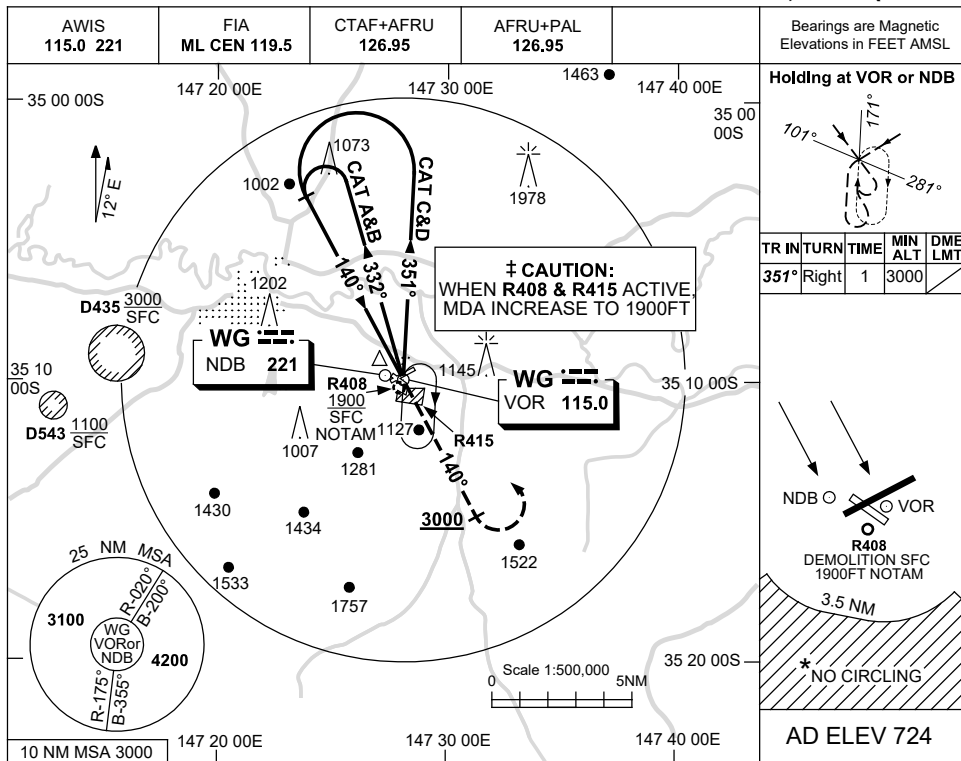 AWIS
115.0 221
FIA
ML CEN 119.5
CTAF+AFRU
126.95
AFRU+PAL
126.95
Bearings are Magnetic
Elevations in FEET AMSL
147 20 00E
147 30 00E
1463
147 40 00E
35 00 00S
35 00
00S
12° E
1073
1002
1978
CAT A&B
CAT C&D
140°
332°
351°
‡ CAUTION:
WHEN R408 & R415 ACTIVE,
MDA INCREASE TO 1900FT
1202
D435 3000
SFC
WG
NDB 221
35 10
00S
D543 1100
SFC
R408
1900
SFC
NOTAM
1145
WG
VOR 115.0
35 10 00S
1127
R415
1007
1281
140°
1430
1434
3000
1522
1533
1757
25 NM MSA
R-020°
B-200°
3100
WG
VORor
NDB
4200
R-175°
B-355°
10 NM MSA 3000
Scale 1:500,000
0 5NM
35 20 00S
147 20 00E
147 30 00E
147 40 00E
Holding at VOR or NDB
171°
101°
281°
TR IN TURN TIME MIN ALT DME LMT
351° Right 1 3000
NDB
VOR
R408
DEMOLITION SFC
1900FT NOTAM
3.5 NM
*NO CIRCLING
AD ELEV 724